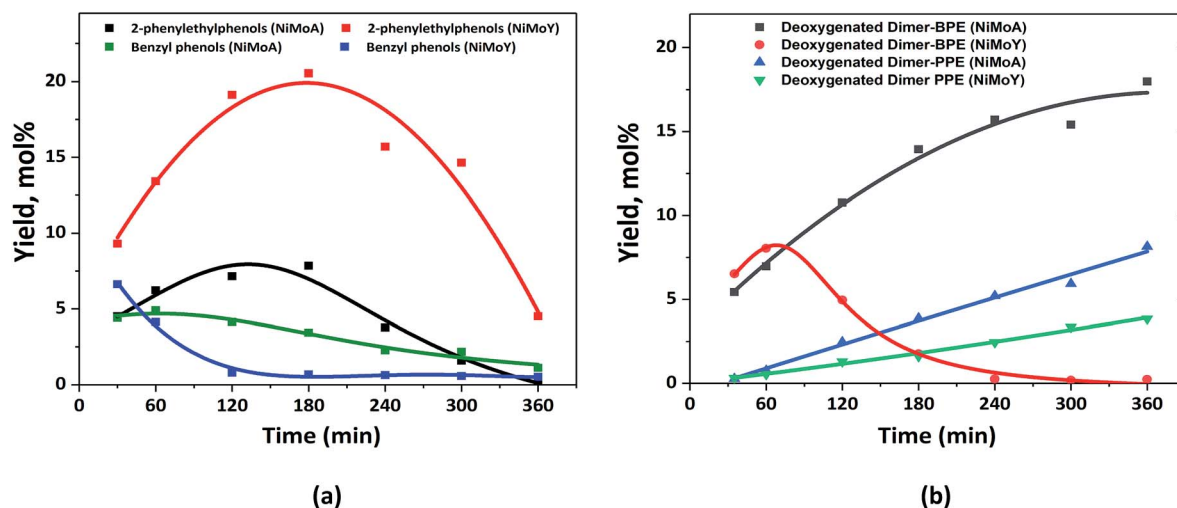 2-phenylethylphenols (NiMoA) 2-phenylethylphenols (NiMoY)
Benzyl phenols (NiMoA) Benzyl phenols (NiMoY)
20
15
10
5
0
Yield, mol%
0 60 120 180 240 300 360
Time (min)
(a)
Deoxygenated Dimer-BPE (NiMoA)
Deoxygenated Dimer-BPE (NiMoY)
Deoxygenated Dimer-PPE (NiMoA)
Deoxygenated Dimer PPE (NiMoY)
20
15
10
5
0
Yield, mol%
0 60 120 180 240 300 360
Time (min)
(b)